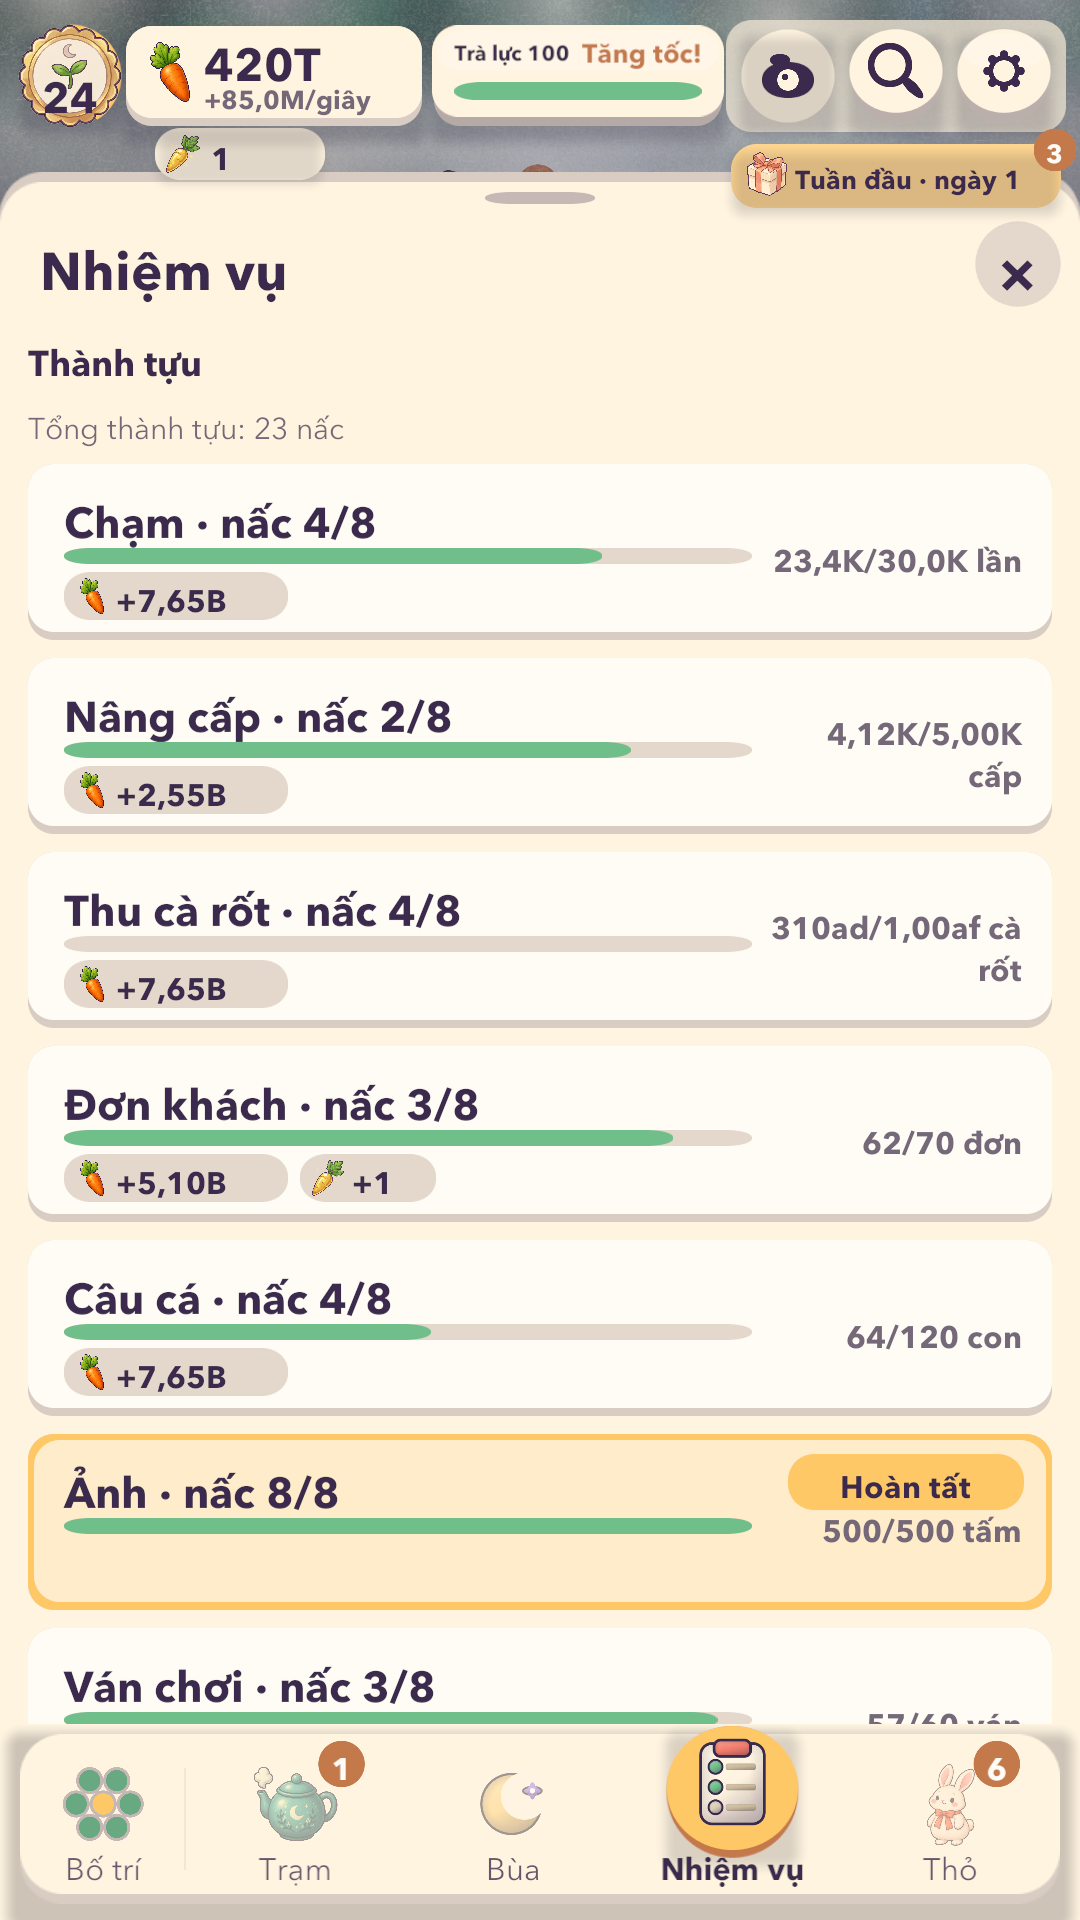 24
420T
+85,0M/giây
Trà lực 100 Tăng tốc!
1
Tuần đầu · ngày 1
3
Nhiệm vụ
Thành tựu
Tổng thành tựu: 23 nấc
Chạm · nấc 4/8
23,4K/30,0K lần
+7,65B
Nâng cấp · nấc 2/8
4,12K/5,00K
cấp
+2,55B
Thu cà rốt · nấc 4/8
310ad/1,00af cà
rốt
+7,65B
Đơn khách · nấc 3/8
62/70 đơn
+5,10B
+1
Câu cá · nấc 4/8
64/120 con
+7,65B
Ảnh · nấc 8/8
Hoàn tất
500/500 tấm
Ván chơi · nấc 3/8
57/60 ván
1
6
Bố trí
Trạm
Bùa
Nhiệm vụ
Thỏ